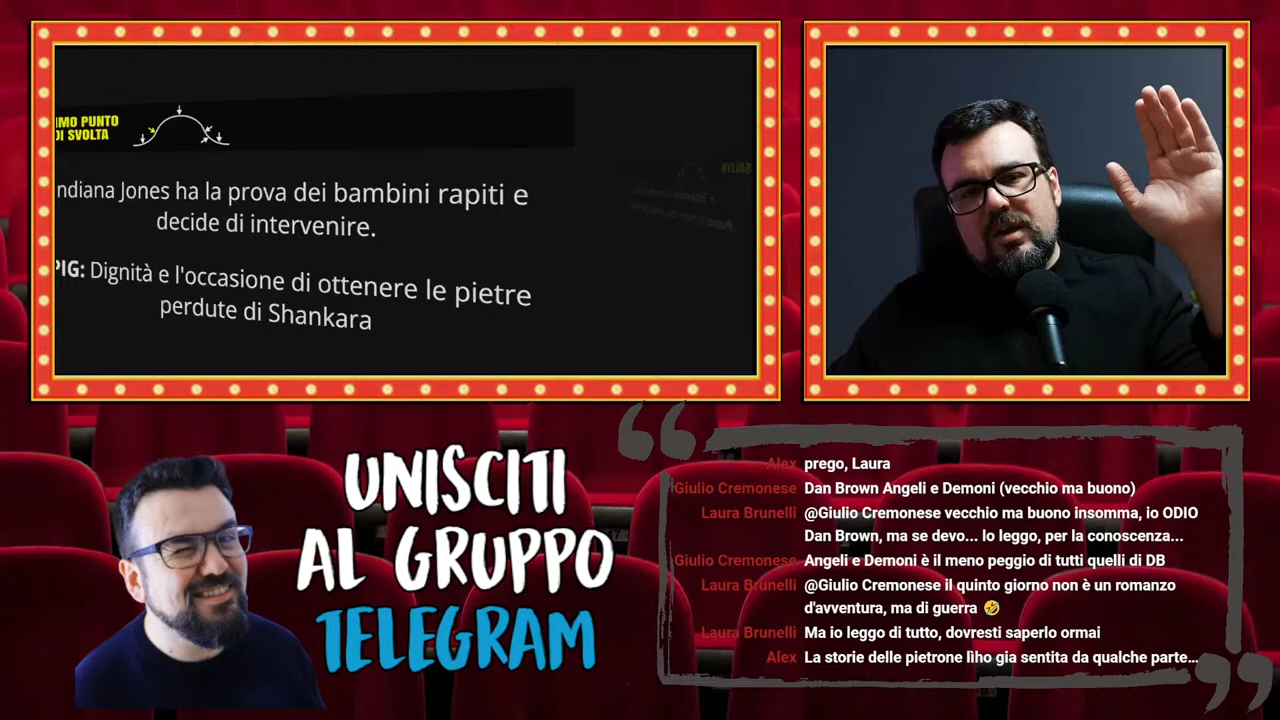 IMO PUNTO
DI SVOLTA
ndiana Jones ha la prova dei bambini rapiti e
decide di intervenire.
PIG: Dignità e l'occasione di ottenere le pietre
perdute di Shankara
UNISCITI
AL GRUPPO
TELEGRAM
Alex prego, Laura
Giulio Cremonese Dan Brown Angeli e Demoni (vecchio ma buono)
Laura Brunelli @Giulio Cremonese vecchio ma buono insomma, io ODIO
Dan Brown, ma se devo... lo leggo, per la conoscenza...
Giulio Cremonese Angeli e Demoni è il meno peggio di tutti quelli di DB
Laura Brunelli @Giulio Cremonese il quinto giorno non è un romanzo
d'avventura, ma di guerra 🤣
Laura Brunelli Ma io leggo di tutto, dovresti saperlo ormai
Alex La storie delle pietrone lìho gia sentita da qualche parte...